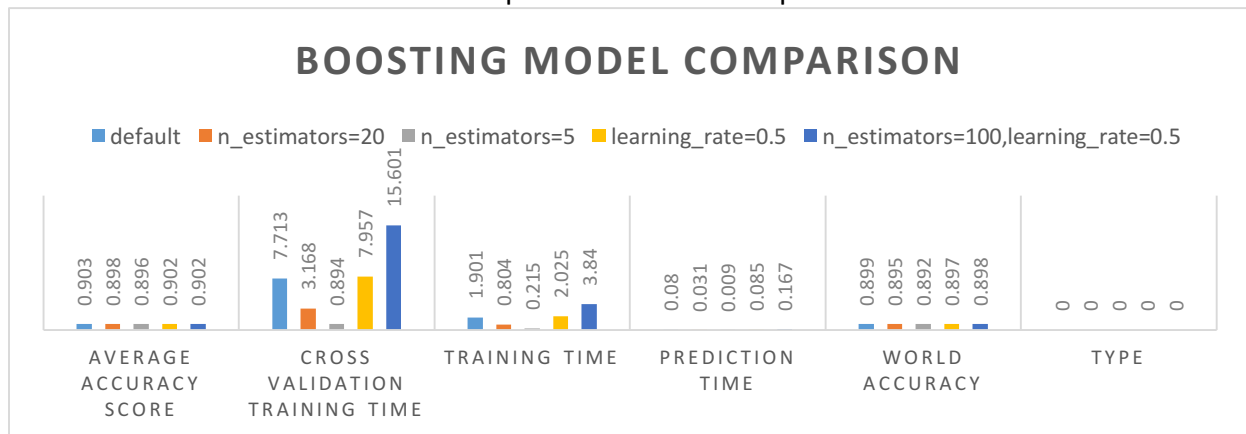 BOOSTING MODEL COMPARISON
default n_estimators=20 n_estimators=5 learning_rate=0.5 n_estimators=100,learning_rate=0.5
0.903 0.898 0.896 0.902 0.902
7.713 3.168 0.894 7.957 15.601
1.901 0.804 0.215 2.025 3.84
0.08 0.031 0.009 0.085 0.167
0.899 0.895 0.892 0.897 0.898
0 0 0 0 0
AVERAGE
ACCURACY
SCORE
CROSS
VALIDATION
TRAINING TIME
TRAINING TIME
PREDICTION
TIME
WORLD
ACCURACY
TYPE